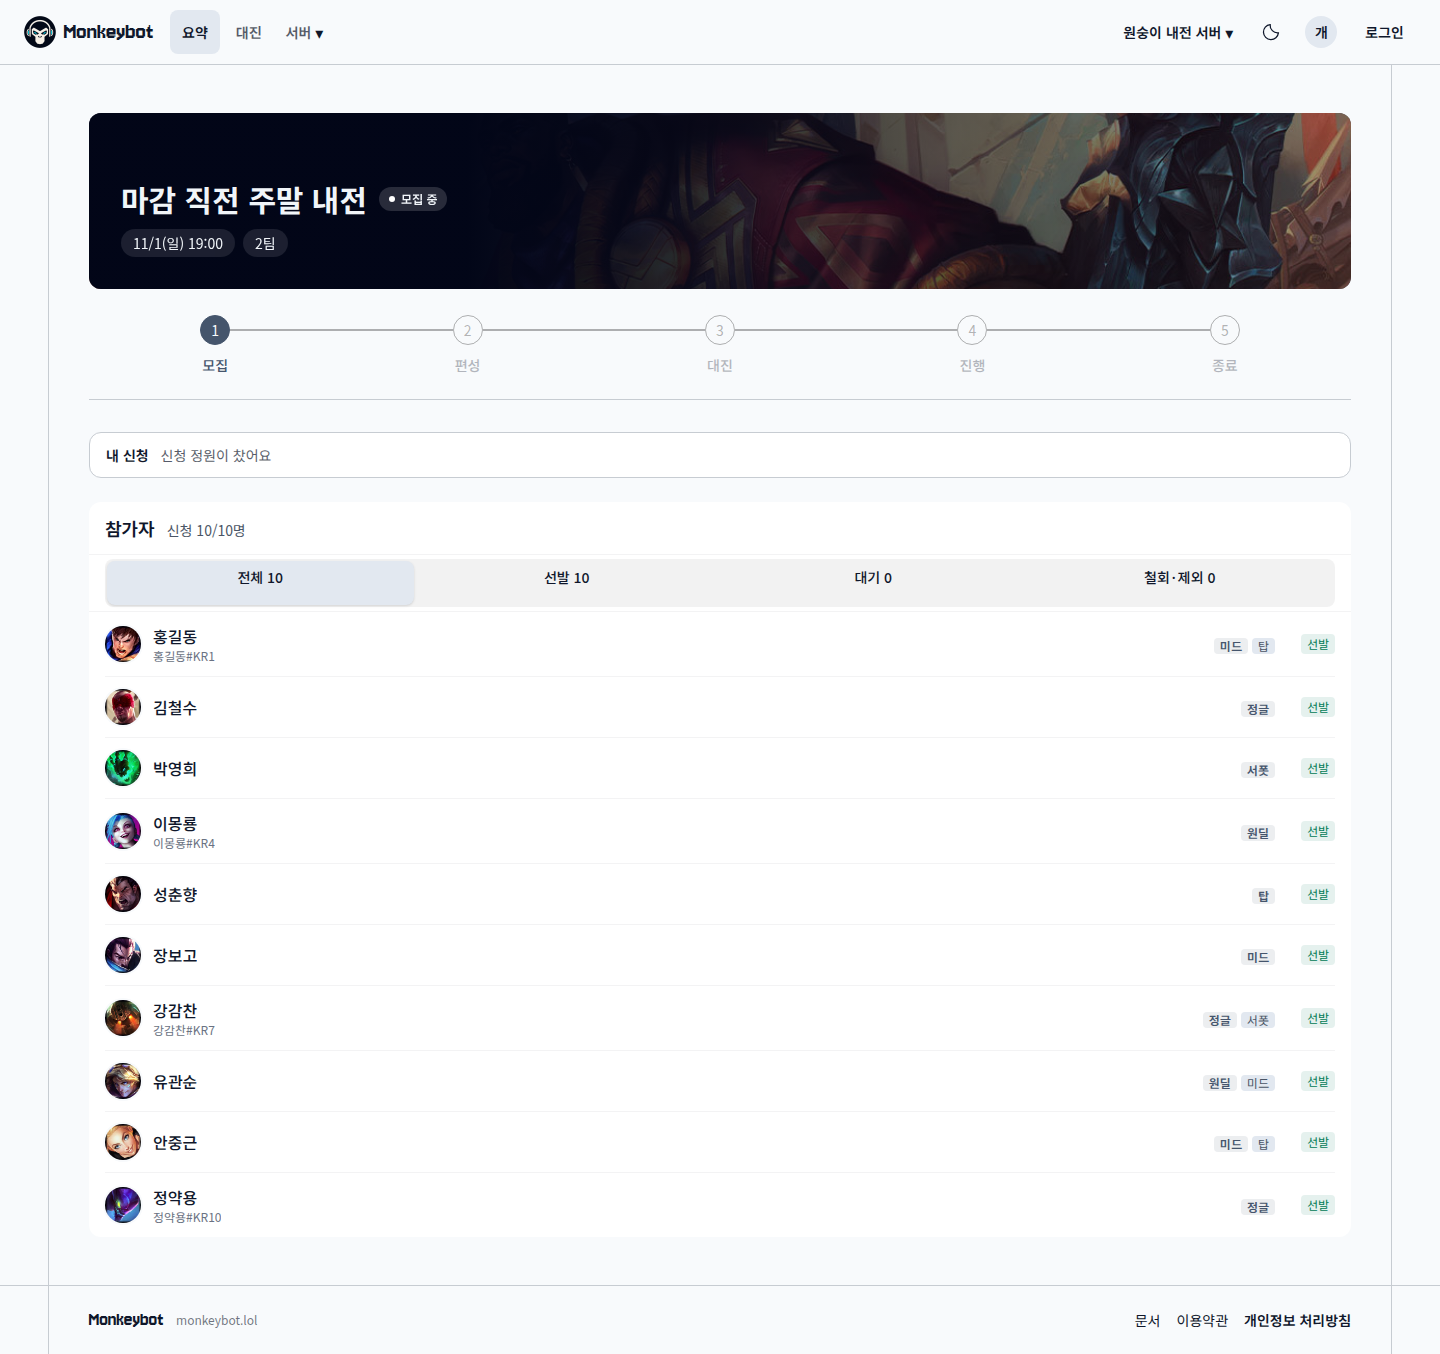 Monkeybot 요약 대진 서버 ▼ 원숭이 내전 서버 ▼ 개 로그인
마감 직전 주말 내전 모집 중
11/1(일) 19:00 2팀
1 2 3 4 5
모집 편성 대진 진행 종료
내 신청 신청 정원이 찼어요
참가자 신청 10/10명
전체 10 선발 10 대기 0 철회·제외 0
홍길동 미드 탑 선발
홍길동#KR1
김철수 정글 선발
박영희 서폿 선발
이몽룡 원딜 선발
이몽룡#KR4
성춘향 탑 선발
장보고 미드 선발
강감찬 정글 서폿 선발
강감찬#KR7
유관순 원딜 미드 선발
안중근 미드 탑 선발
정약용 정글 선발
정약용#KR10
Monkeybot monkeybot.lol 문서 이용약관 개인정보 처리방침